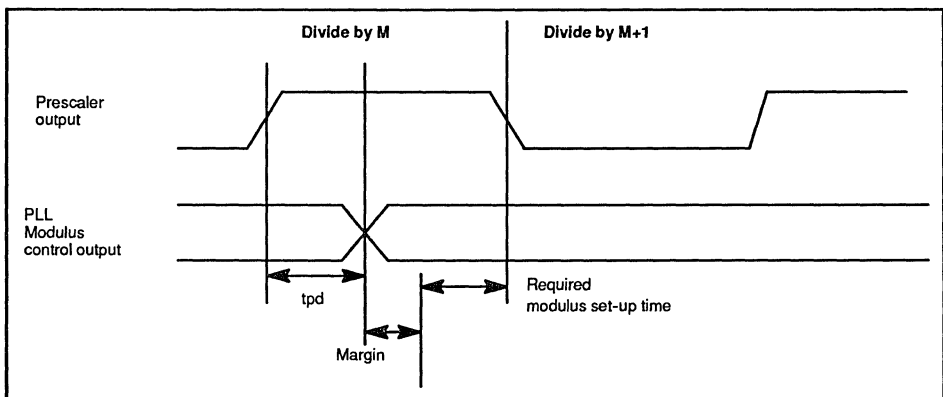 Divide by M
Divide by M+1
Prescaler
output
PLL
Modulus
control output
tpd
Required
modulus set-up time
Margin